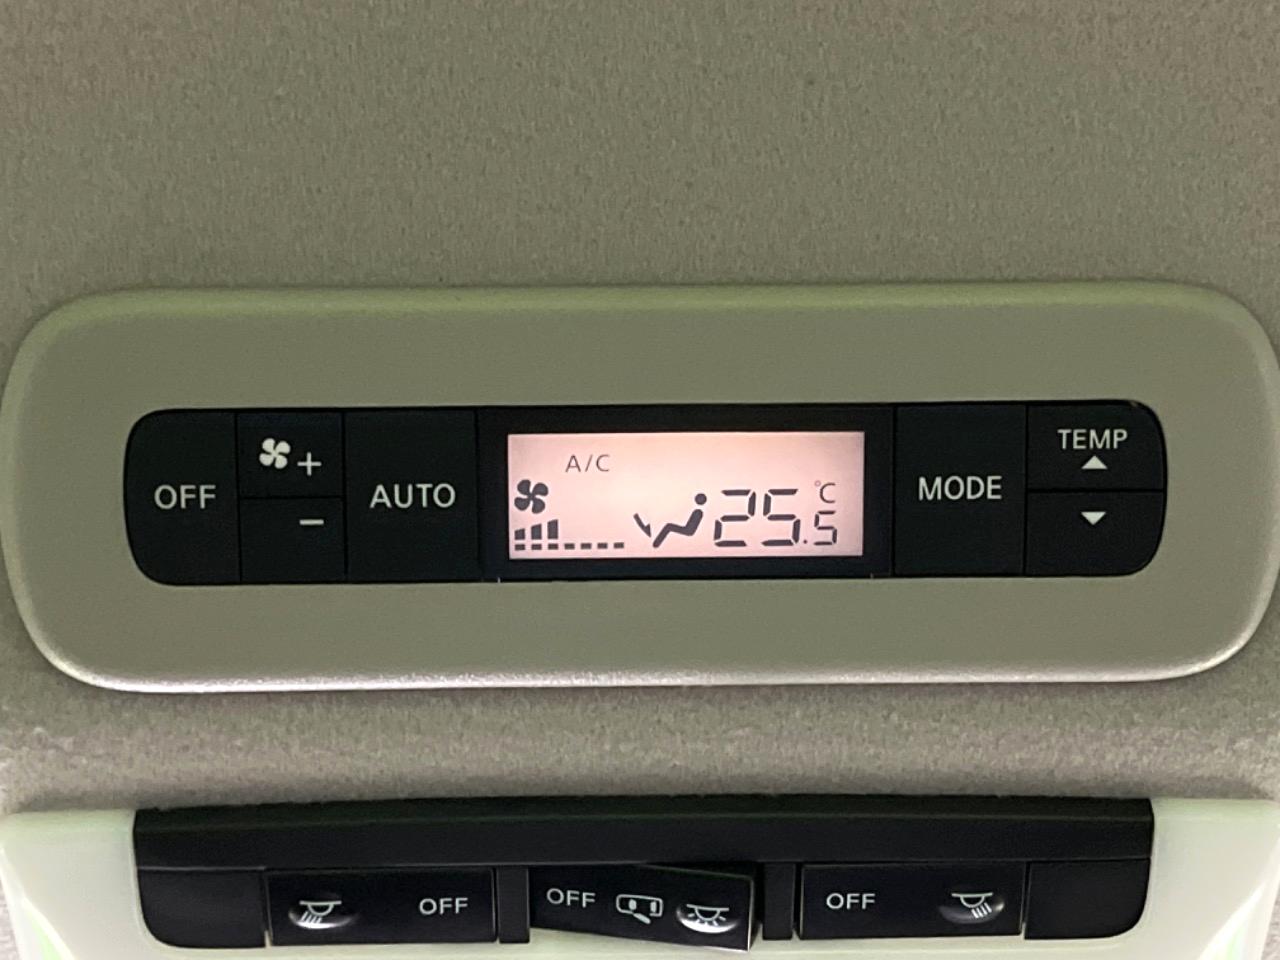 OFF
+
−
AUTO
A/C
25.5 °C
MODE
TEMP
OFF
OFF
OFF